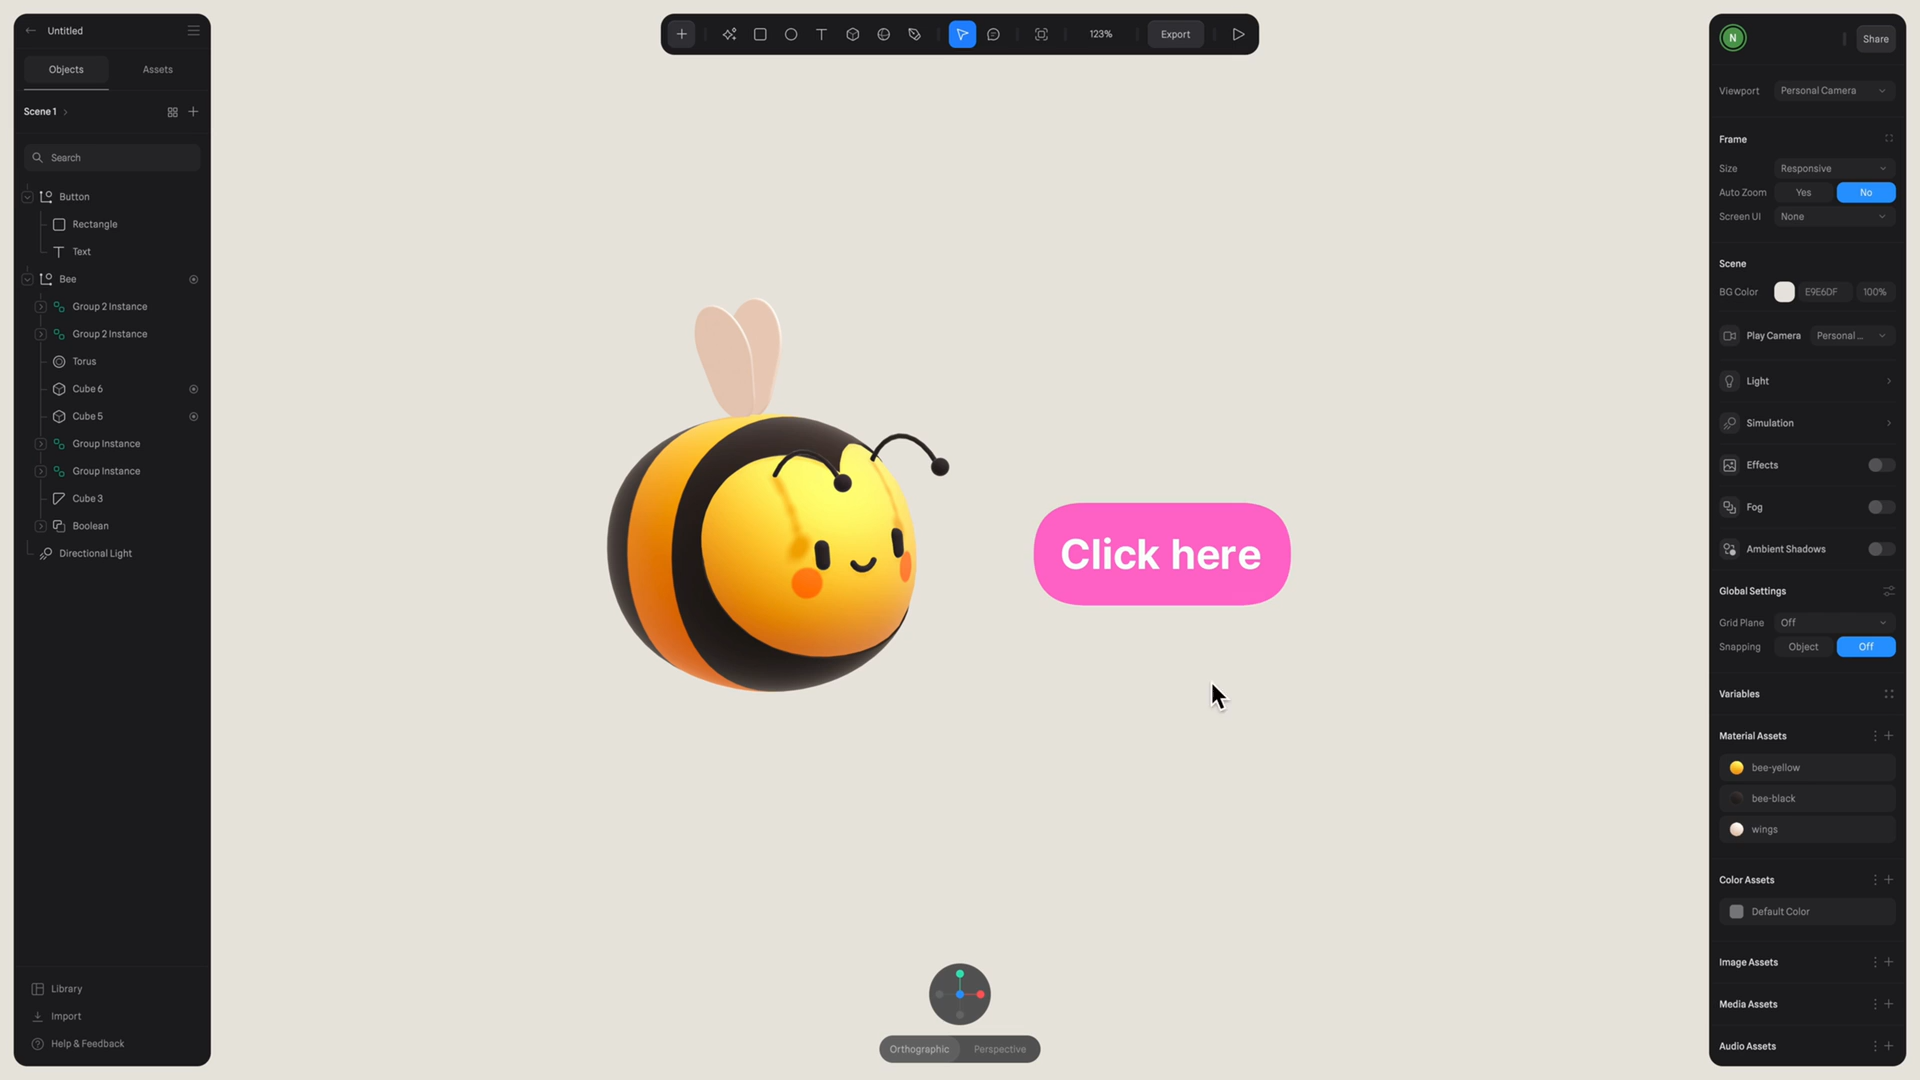 Untitled
Objects
Assets
Scene 1
Search
Button
Rectangle
Text
Bee
Group 2 Instance
Group 2 Instance
Torus
Cube 6
Cube 5
Group Instance
Group Instance
Cube 3
Boolean
Directional Light
Library
Import
Help & Feedback
123%
Export
Click here
Orthographic
Perspective
N
Share
Viewport
Personal Camera
Frame
Size
Responsive
Auto Zoom
Yes
No
Screen UI
None
Scene
BG Color
E9E6DF
100%
Play Camera
Personal ...
Light
Simulation
Effects
Fog
Ambient Shadows
Global Settings
Grid Plane
Off
Snapping
Object
Off
Variables
Material Assets
bee-yellow
bee-black
wings
Color Assets
Default Color
Image Assets
Media Assets
Audio Assets